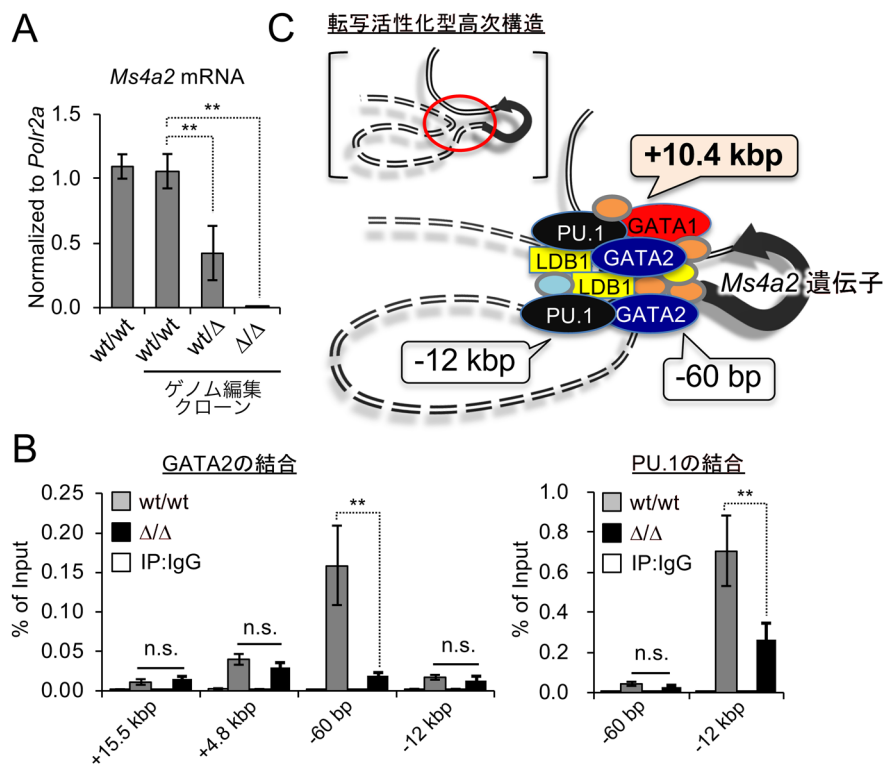 A
Ms4a2 mRNA
Normalized to Polr2a
1.5
1.0
0.5
0.0
**
**
wt/wt
wt/wt
wt/Δ
Δ/Δ
ゲノム編集
クローン
C
転写活性化型高次構造
+10.4 kbp
PU.1
GATA1
LDB1
GATA2
LDB1
Ms4a2 遺伝子
PU.1
GATA2
-12 kbp
-60 bp
B
GATA2の結合
% of Input
0.25
0.20
0.15
0.10
0.05
0.00
wt/wt
Δ/Δ
IP:IgG
n.s.
n.s.
**
n.s.
+15.5 kbp
+4.8 kbp
-60 bp
-12 kbp
PU.1の結合
% of Input
1.0
0.8
0.6
0.4
0.2
0.0
wt/wt
Δ/Δ
IP:IgG
n.s.
**
-60 bp
-12 kbp